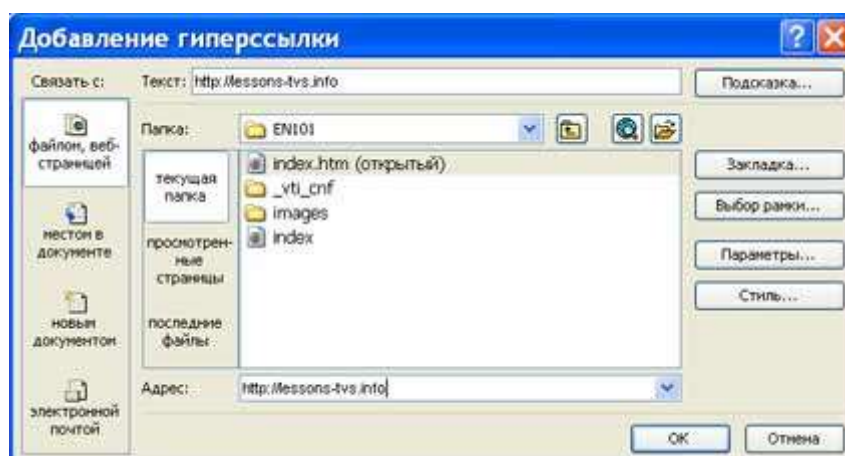 Добавление гиперссылки
Связать с: Текст: http://lessons-tvs.info Подсказка...
файлом, веб-
страницей
местом в
документе
новым
документом
электронной
почтой
Папка: EN101
текущая
папка
просмотрен-
ные
страницы
последние
файлы
index.htm (открытый)
_vti_cnf
images
index
Закладка...
Выбор рамки...
Параметры...
Стиль...
Адрес: http://lessons-tvs.info
ОК Отмена